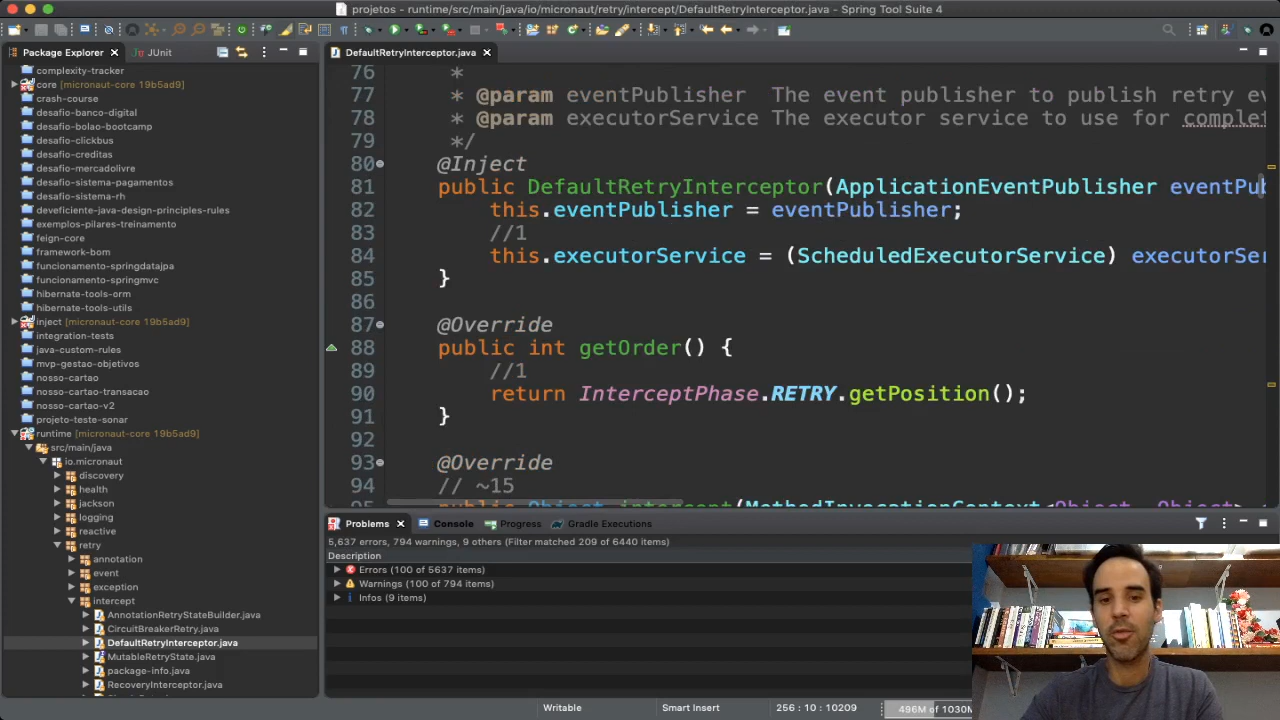 projetos - runtime/src/main/java/io/micronaut/retry/intercept/DefaultRetryInterceptor.java - Spring Tool Suite 4
Package Explorer
JUnit
complexity-tracker
core [micronaut-core 19b5ad9]
crash-course
desafio-banco-digital
desafio-bolao-bootcamp
desafio-clickbus
desafio-creditas
desafio-mercadolivre
desafio-sistema-pagamentos
desafio-sistema-rh
deveficiente-java-design-principles-rules
exemplos-pilares-treinamento
feign-core
framework-bom
funcionamento-springdatajpa
funcionamento-springmvc
hibernate-tools-orm
hibernate-tools-utils
inject [micronaut-core 19b5ad9]
integration-tests
java-custom-rules
mvp-gestao-objetivos
nosso-cartao
nosso-cartao-transacao
nosso-cartao-v2
projeto-teste-sonar
runtime [micronaut-core 19b5ad9]
src/main/java
io.micronaut
discovery
health
jackson
logging
reactive
retry
annotation
event
exception
intercept
AnnotationRetryStateBuilder.java
CircuitBreakerRetry.java
DefaultRetryInterceptor.java
MutableRetryState.java
package-info.java
RecoveryInterceptor.java
DefaultRetryInterceptor.java
76 *
77 * @param eventPublisher  The event publisher to publish retry ev
78 * @param executorService The executor service to use for complet
79 */
80 @Inject
81 public DefaultRetryInterceptor(ApplicationEventPublisher eventPub
82 this.eventPublisher = eventPublisher;
83 //1
84 this.executorService = (ScheduledExecutorService) executorSer
85 }
86
87 @Override
88 public int getOrder() {
89 //1
90 return InterceptPhase.RETRY.getPosition();
91 }
92
93 @Override
94 // ~15
95 public Object intercept(MethodInvocationContext<Object, Object>
Problems
Console
Progress
Gradle Executions
5,637 errors, 794 warnings, 9 others (Filter matched 209 of 6440 items)
Description
Errors (100 of 5637 items)
Warnings (100 of 794 items)
Infos (9 items)
Writable
Smart Insert
256 : 10 : 10209
496M of 1030M